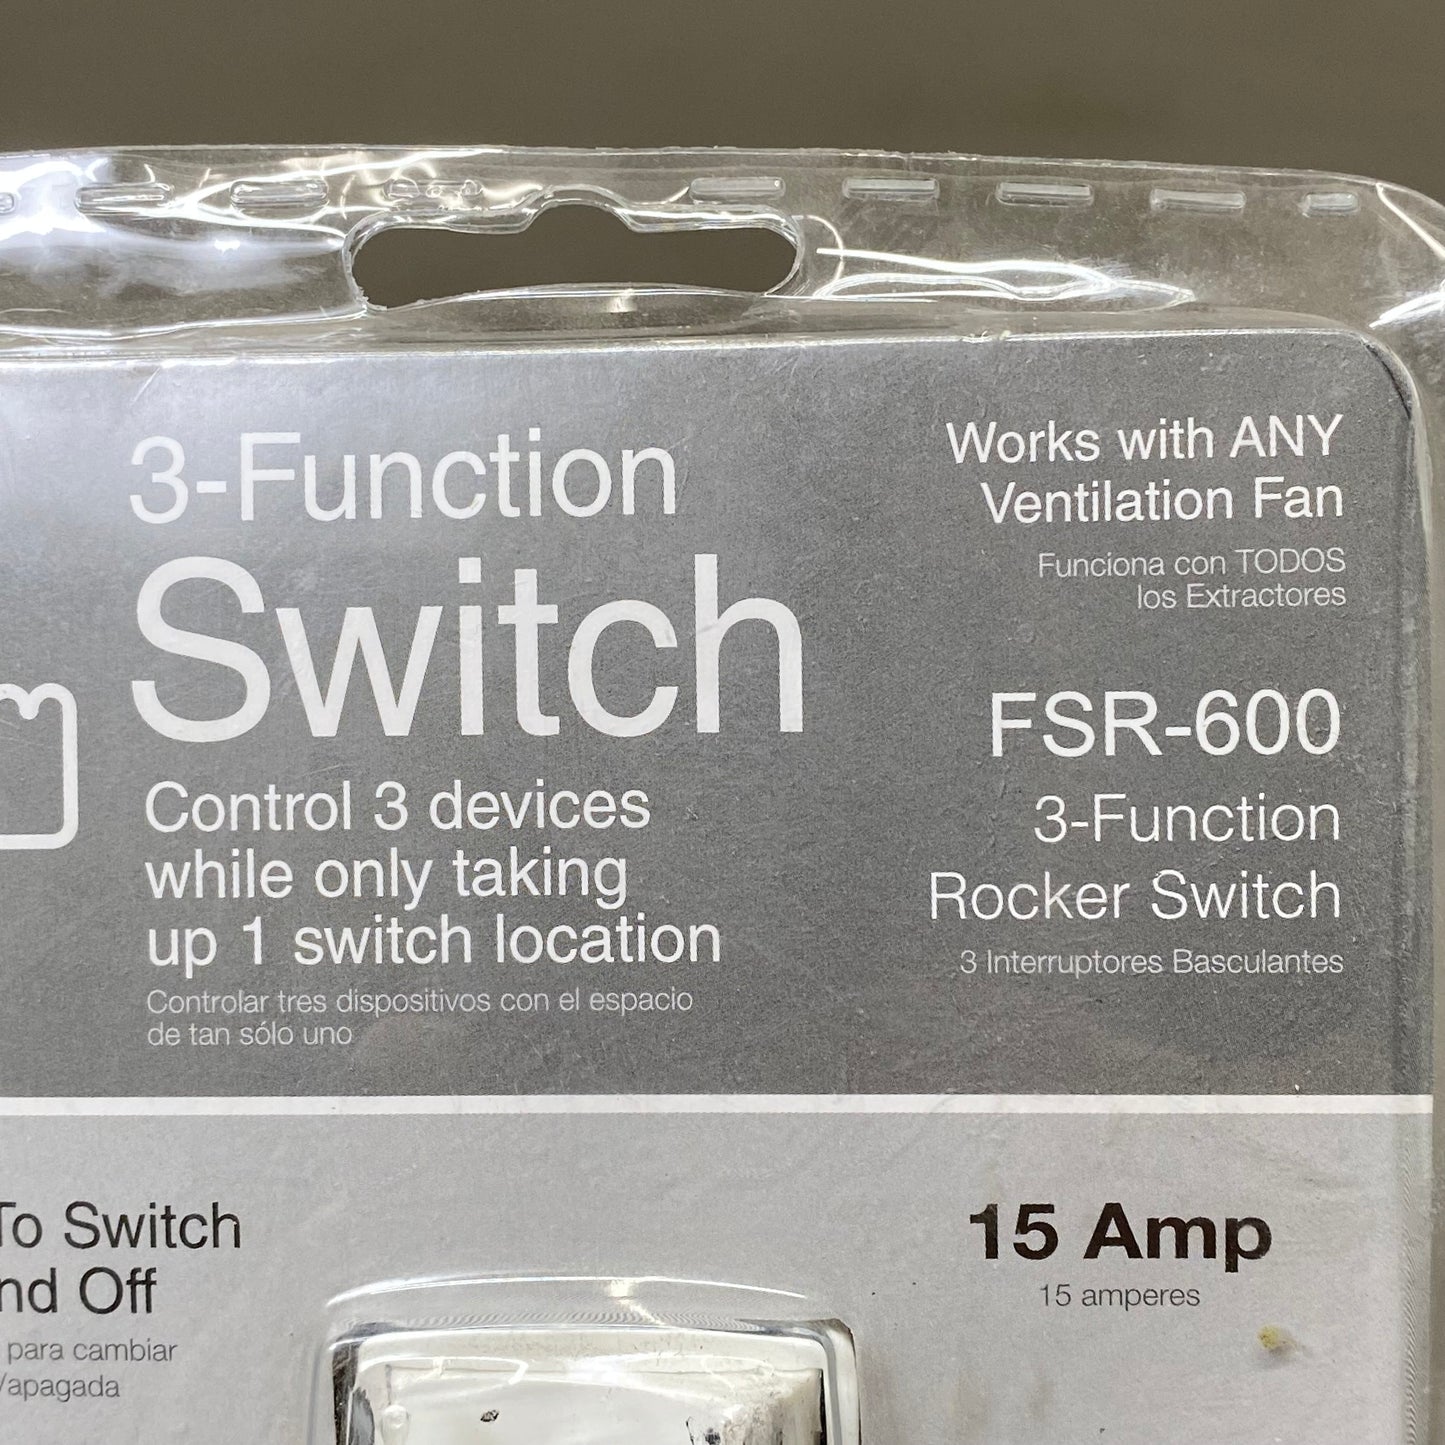 3-Function
Switch
Control 3 devices
while only taking
up 1 switch location
Controlar tres dispositivos con el espacio
de tan sólo uno
Works with ANY
Ventilation Fan
Funciona con TODOS
los Extractores
FSR-600
3-Function
Rocker Switch
3 Interruptores Basculantes
To Switch
Off
para cambiar
/apagada
15 Amp
15 amperes